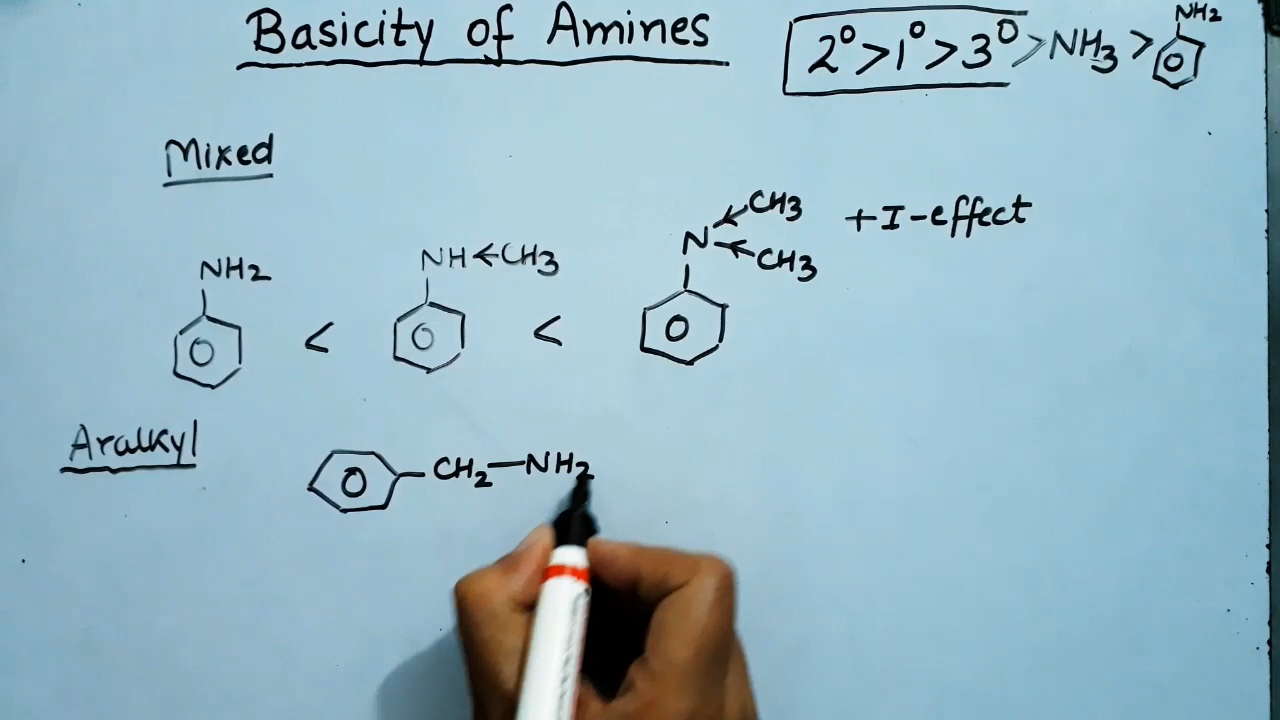 Basicity of Amines
2° > 1° > 3° > NH3 > NH2
Mixed
NH2
NH ← CH3
N
CH3
CH3
+I-effect
<
<
Aralkyl
CH2 — NH2